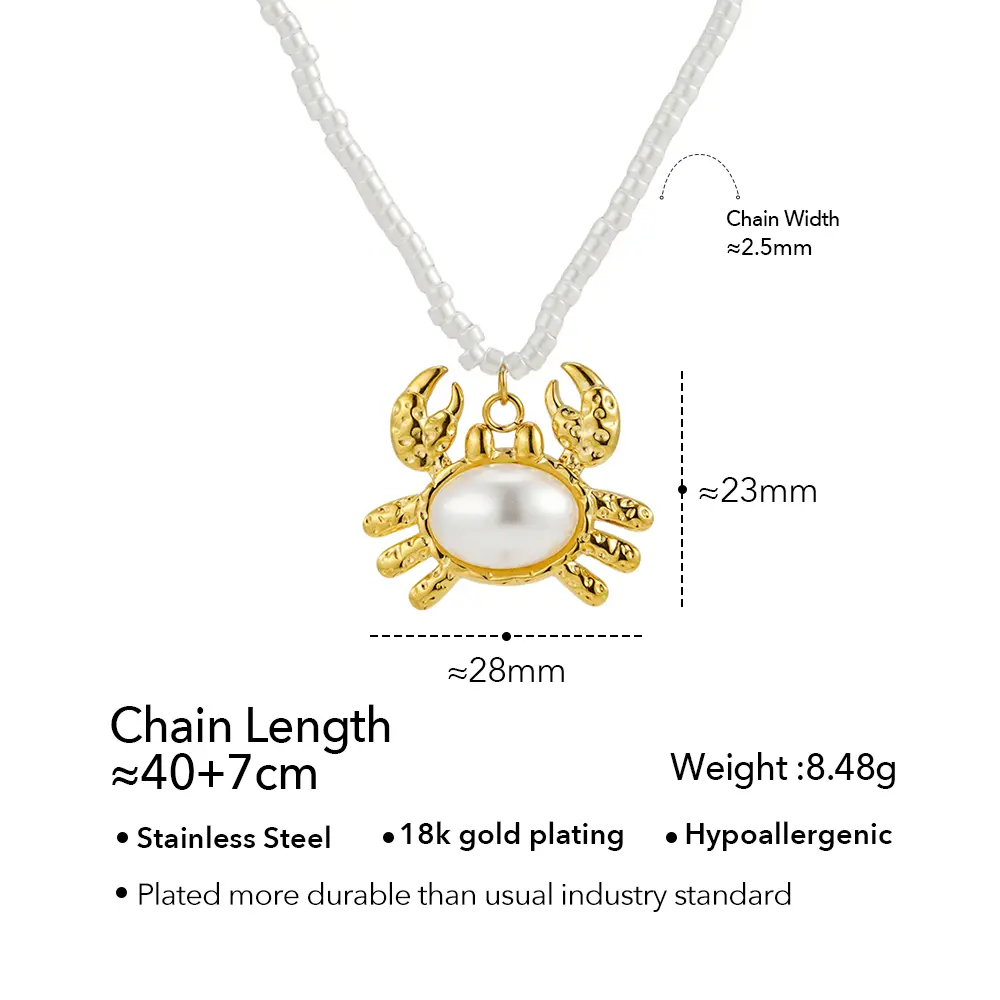 Chain Width
≈2.5mm
≈23mm
≈28mm
Chain Length
≈40+7cm
Weight :8.48g
• Stainless Steel
• 18k gold plating
• Hypoallergenic
• Plated more durable than usual industry standard